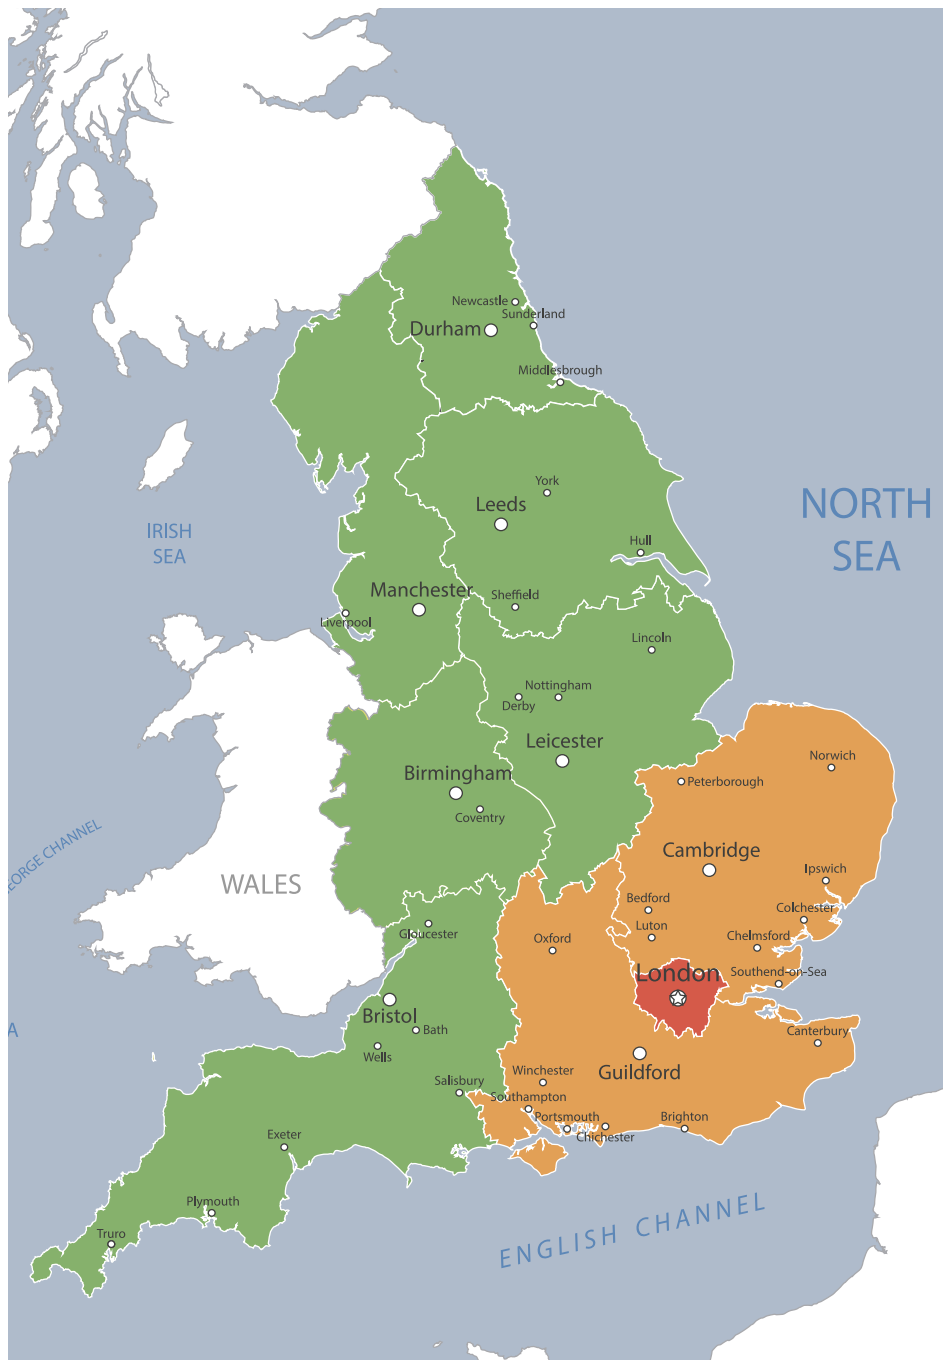 Newcastle
Sunderland
Durham
Middlesbrough
York
Leeds
NORTH
SEA
IRISH
SEA
Hull
Manchester
Sheffield
Liverpool
Lincoln
Nottingham
Derby
Leicester
Norwich
Birmingham
Peterborough
Coventry
EORGE CHANNEL
Cambridge
Ipswich
WALES
Bedford
Colchester
Gloucester
Luton
Chelmsford
Oxford
London
Southend-on-Sea
Bristol
Bath
A
Canterbury
Wells
Guildford
Winchester
Salisbury
Southampton
Portsmouth
Brighton
Chichester
Exeter
Plymouth
Truro
ENGLISH CHANNEL